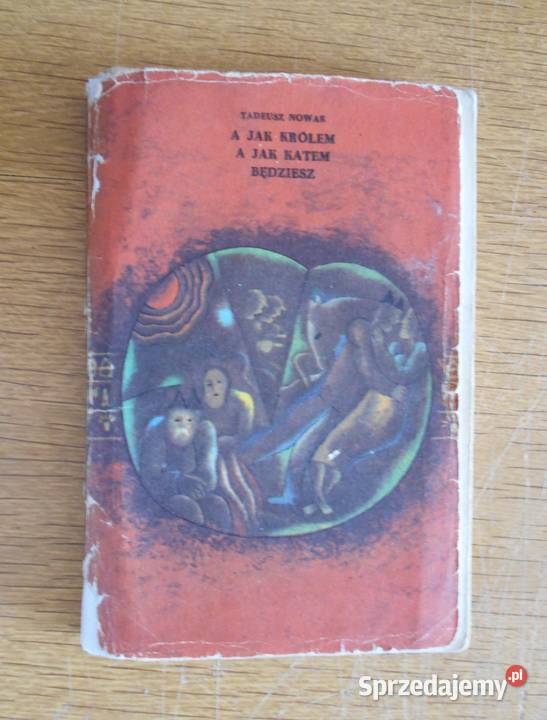 TADEUSZ NOWAK
A JAK KRÓLEM
A JAK KATEM
BĘDZIESZ
Sprzedajemy.pl